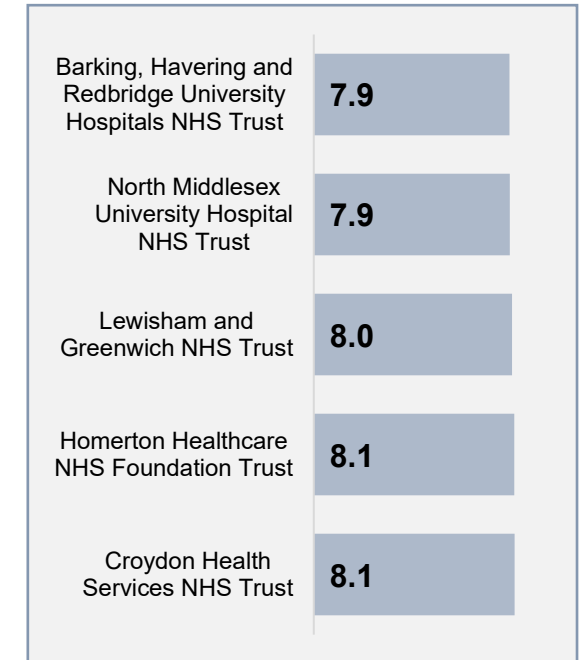 Barking, Havering and
Redbridge University
Hospitals NHS Trust
7.9
North Middlesex
University Hospital
NHS Trust
7.9
Lewisham and
Greenwich NHS Trust
8.0
Homerton Healthcare
NHS Foundation Trust
8.1
Croydon Health
Services NHS Trust
8.1